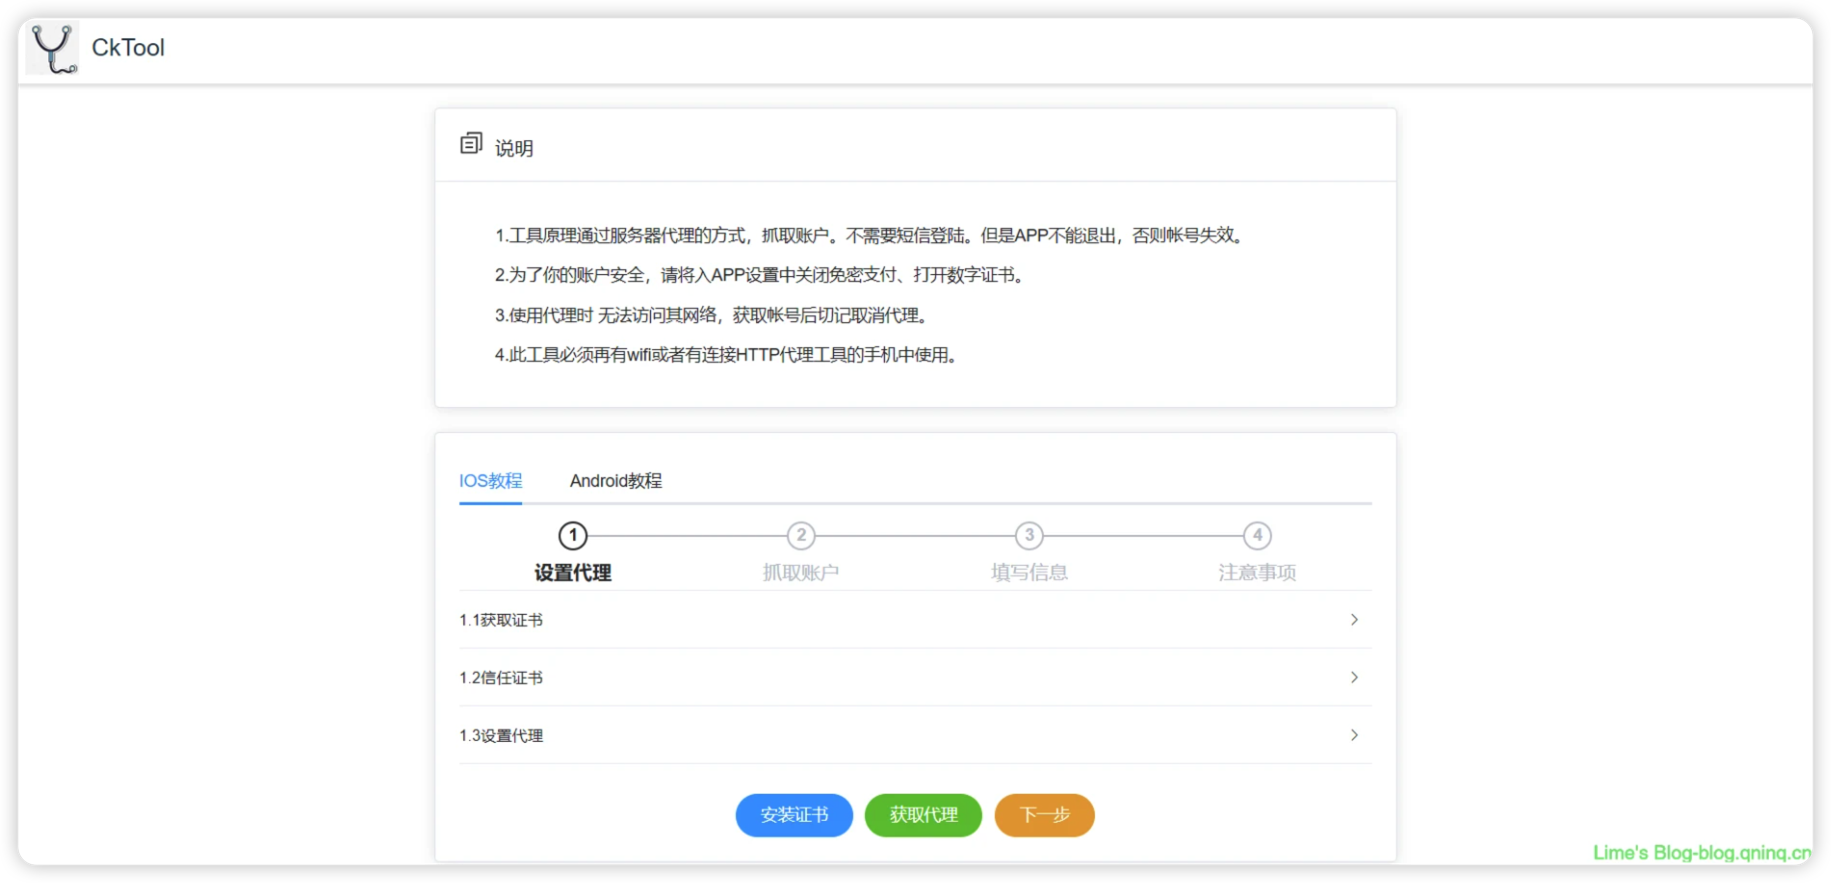 CkTool
说明
1.工具原理通过服务器代理的方式，抓取账户。不需要短信登陆。但是APP不能退出，否则帐号失效。
2.为了你的账户安全，请将入APP设置中关闭免密支付、打开数字证书。
3.使用代理时 无法访问其网络，获取帐号后切记取消代理。
4.此工具必须再有wifi或者有连接HTTP代理工具的手机中使用。
IOS教程 Android教程
1 2 3 4
设置代理 抓取账户 填写信息 注意事项
1.1获取证书
1.2信任证书
1.3设置代理
安装证书 获取代理 下一步
Lime's Blog-blog.qninq.cn